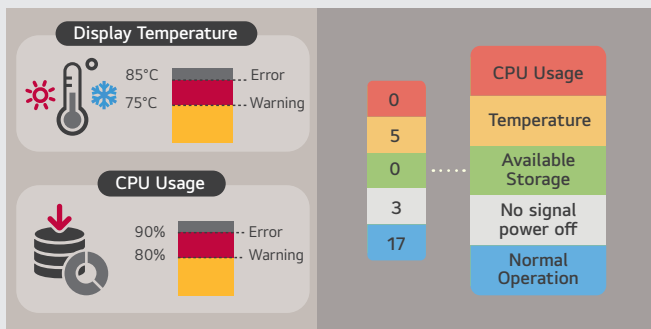 Display Temperature
85°C
Error
75°C
Warning
CPU Usage
90%
Error
80%
Warning
0
5
0
3
17
CPU Usage
Temperature
Available
Storage
No signal
power off
Normal
Operation